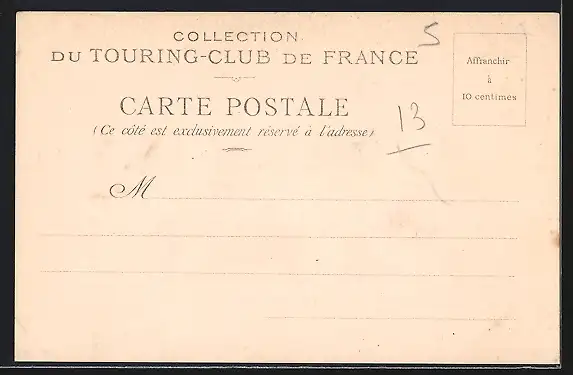 COLLECTION
DU TOURING-CLUB DE FRANCE
5
Affranchir
à
10 centimes
CARTE POSTALE
(Ce côté est exclusivement réservé à l'adresse)
13
M